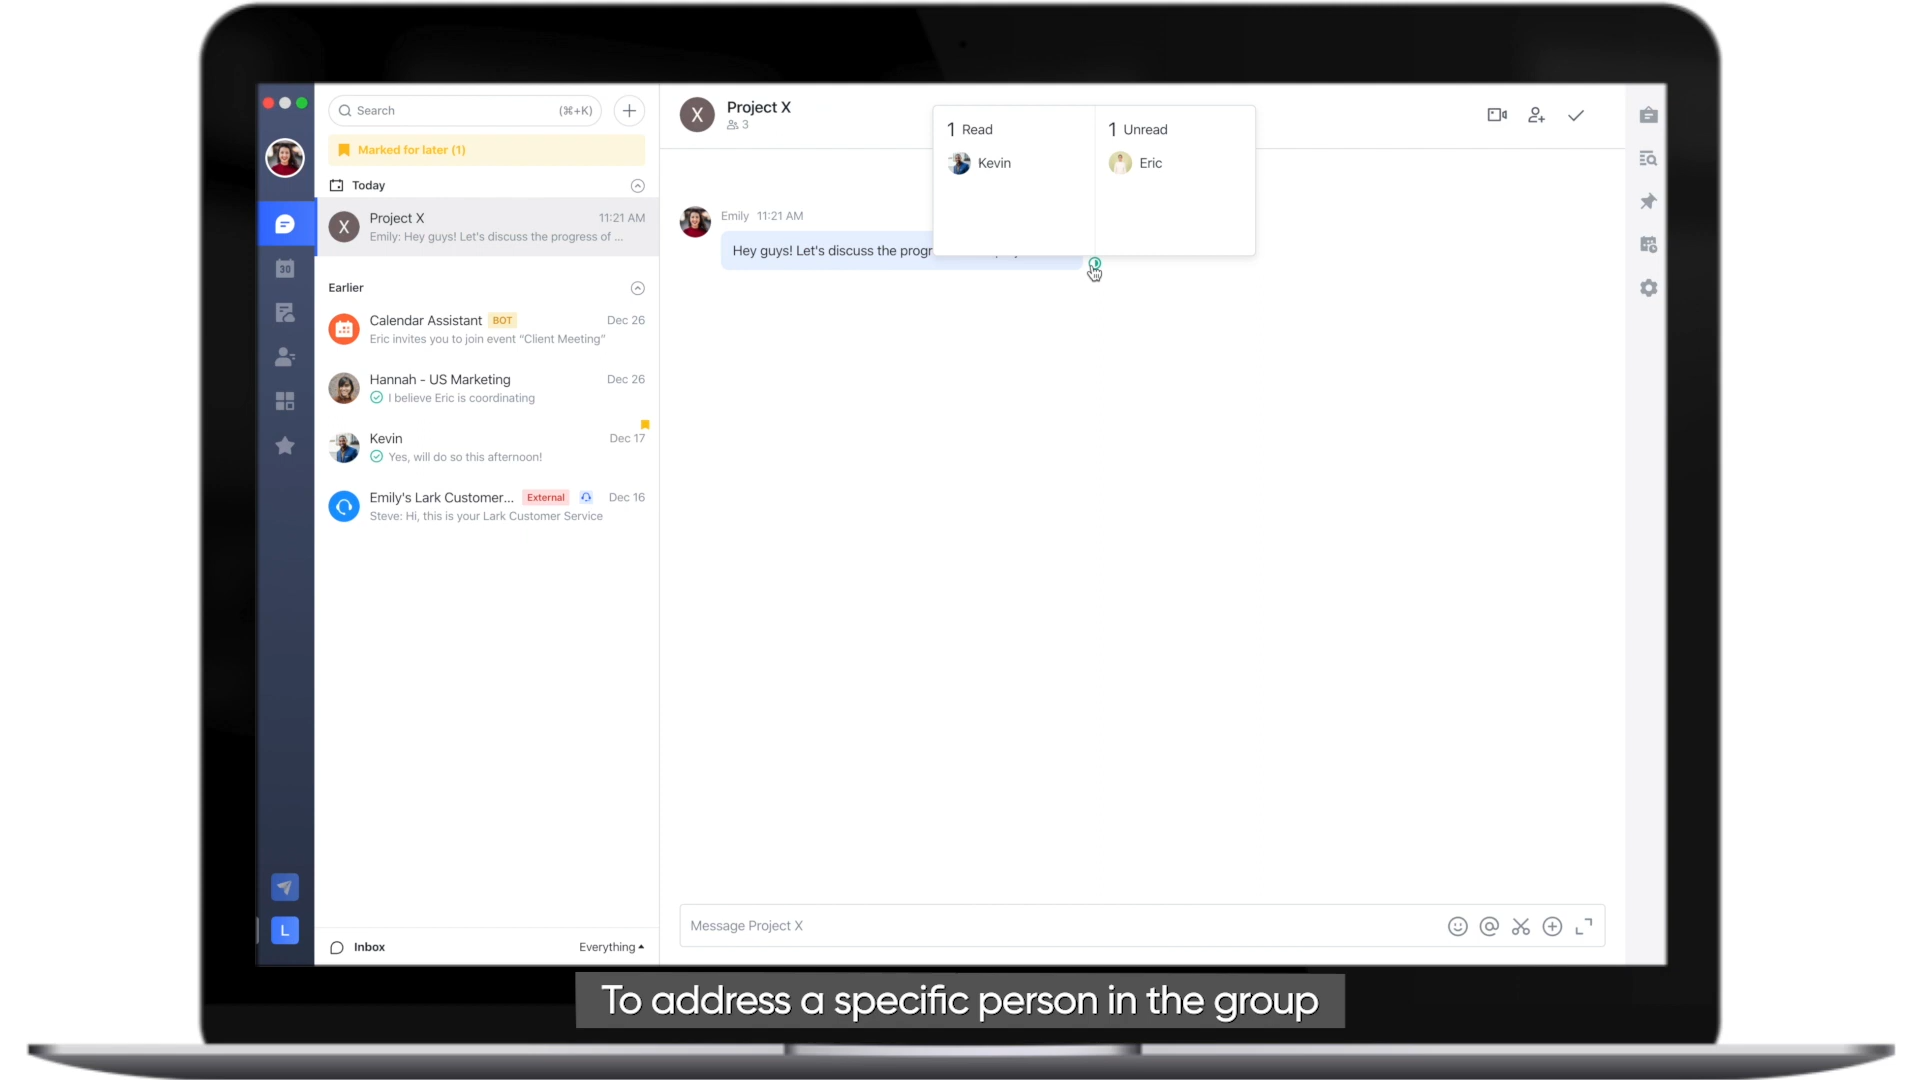 Search (⌘+K)
Marked for later (1)
Today
X Project X 11:21 AM
Emily: Hey guys! Let's discuss the progress of ...
30
Earlier
Calendar Assistant BOT Dec 26
Eric invites you to join event “Client Meeting”
Hannah - US Marketing Dec 26
I believe Eric is coordinating
Kevin Dec 17
Yes, will do so this afternoon!
Emily's Lark Customer... External Dec 16
Steve: Hi, this is your Lark Customer Service
L
Inbox Everything
X Project X
3
1 Read
Kevin
1 Unread
Eric
Emily 11:21 AM
Hey guys! Let's discuss the progr
Message Project X
To address a specific person in the group